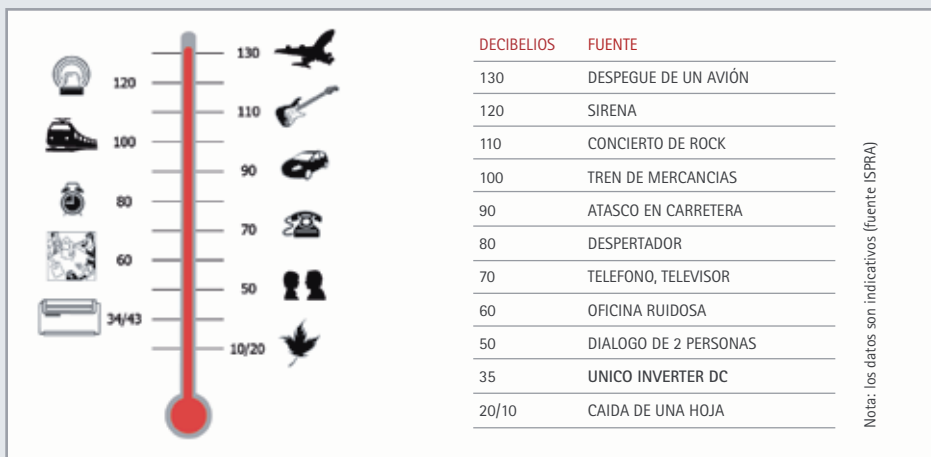 130
120
110
100
90
80
70
60
50
34/43
10/20
DECIBELIOS FUENTE
130 DESPEGUE DE UN AVIÓN
120 SIRENA
110 CONCIERTO DE ROCK
100 TREN DE MERCANCIAS
90 ATASCO EN CARRETERA
80 DESPERTADOR
70 TELEFONO, TELEVISOR
60 OFICINA RUIDOSA
50 DIALOGO DE 2 PERSONAS
35 UNICO INVERTER DC
20/10 CAIDA DE UNA HOJA
Nota: los datos son indicativos (fuente ISPRA)